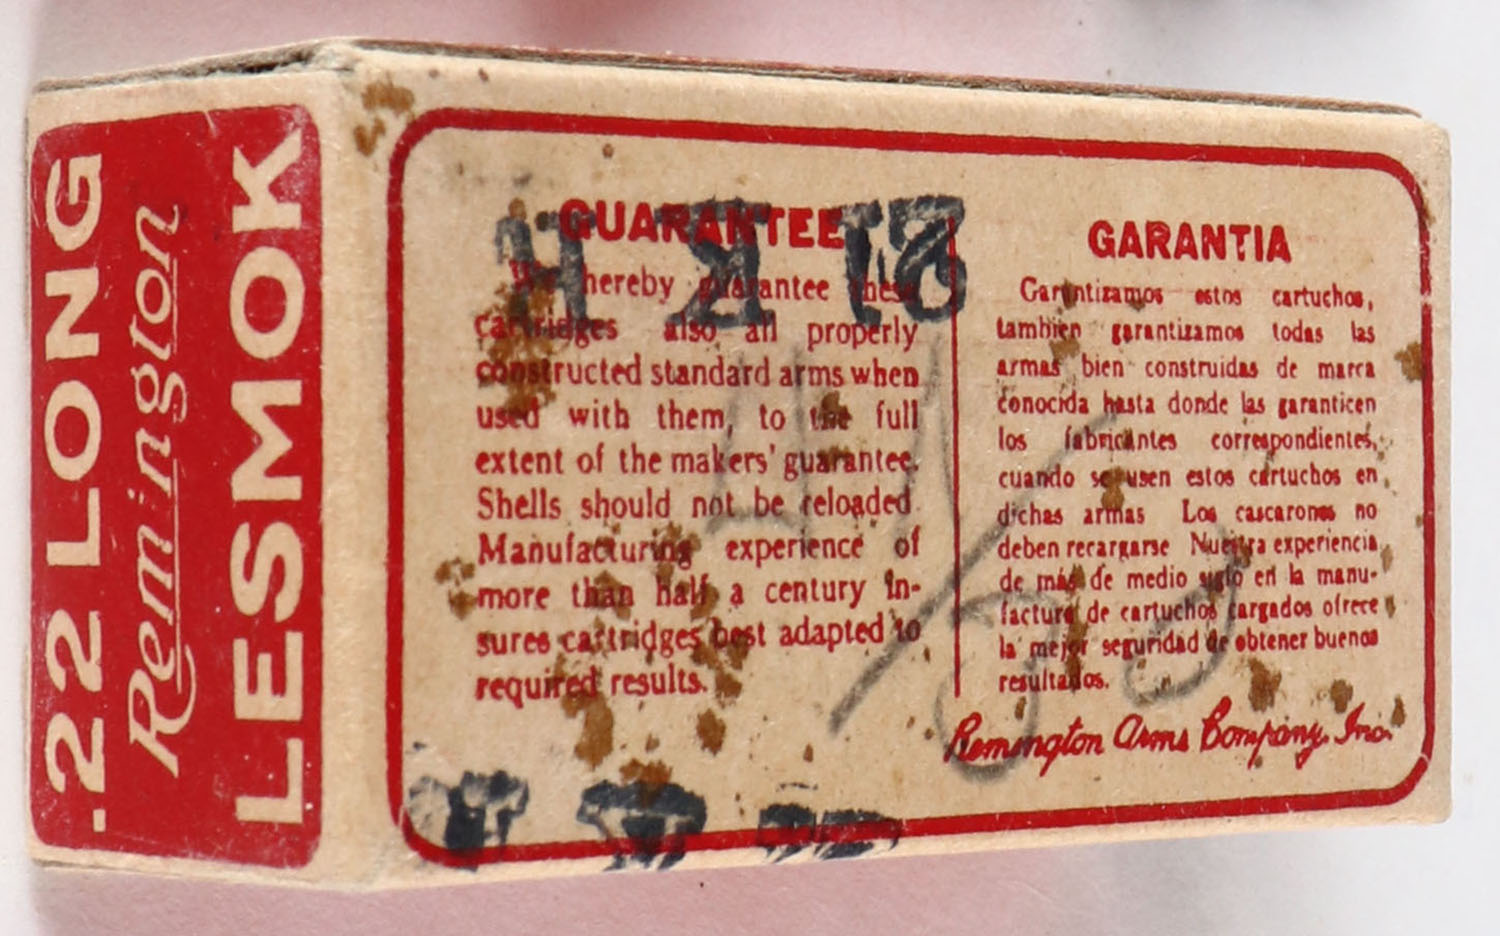 .22 LONG
Remington
LESMOK
GUARANTEE
We hereby guarantee these
cartridges also all properly
constructed standard arms when
used with them, to the full
extent of the makers' guarantee.
Shells should not be reloaded.
Manufacturing experience of
more than half a century in-
sures cartridges best adapted to
required results.
GARANTIA
Garantizamos estos cartuchos,
tambien garantizamos todas las
armas bien construidas de marca
conocida hasta donde las garanticen
los fabricantes correspondientes,
cuando se usen estos cartuchos en
dichas armas Los cascarones no
deben recargarse Nuestra experiencia
de más de medio siglo en la manu-
factura de cartuchos cargados ofrece
la mejor seguridad de obtener buenos
resultados.
Remington Arms Company, Inc.